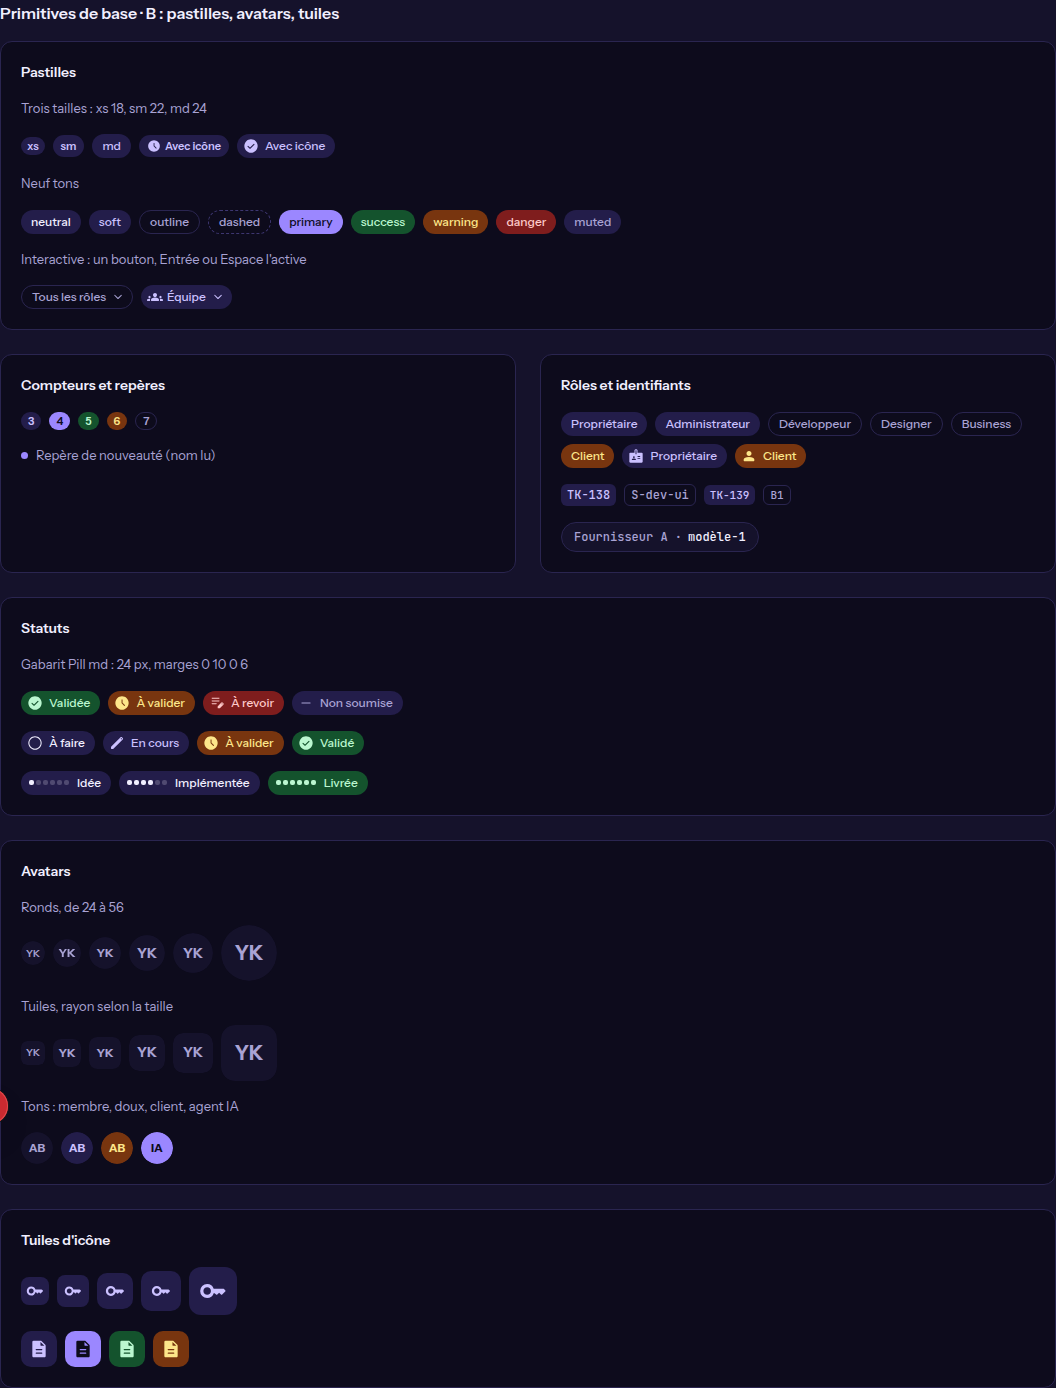 Primitives de base · B : pastilles, avatars, tuiles
Pastilles
Trois tailles : xs 18, sm 22, md 24
xs sm md Avec icône Avec icône
Neuf tons
neutral soft outline dashed primary success warning danger muted
Interactive : un bouton, Entrée ou Espace l'active
Tous les rôles Équipe
Compteurs et repères
3 4 5 6 7
Repère de nouveauté (nom lu)
Rôles et identifiants
Propriétaire Administrateur Développeur Designer Business
Client Propriétaire Client
TK-138 S-dev-ui TK-139 B1
Fournisseur A · modèle-1
Statuts
Gabarit Pill md : 24 px, marges 0 10 0 6
Validée À valider À revoir Non soumise
À faire En cours À valider Validé
Idée Implémentée Livrée
Avatars
Ronds, de 24 à 56
YK YK YK YK YK YK
Tuiles, rayon selon la taille
YK YK YK YK YK YK
Tons : membre, doux, client, agent IA
AB AB AB IA
Tuiles d'icône